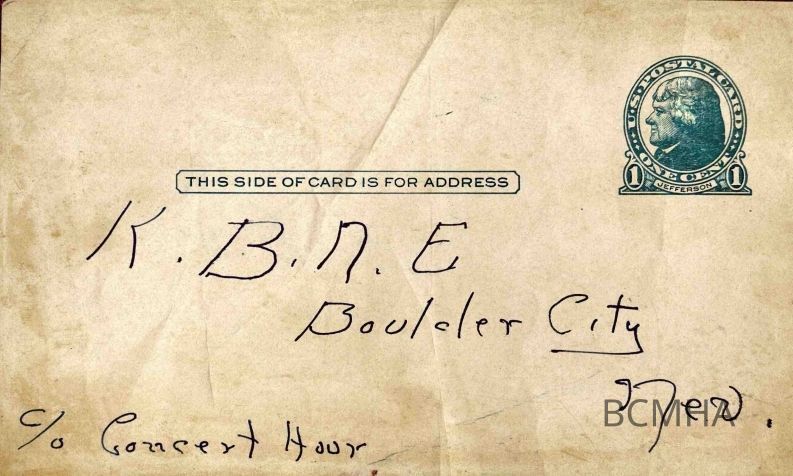 U.S. POSTAL CARD
ONE CENT
1 JEFFERSON 1
THIS SIDE OF CARD IS FOR ADDRESS
K. B. N. E
Boulder City
Nev.
BCMHA
c/o Concert Hour